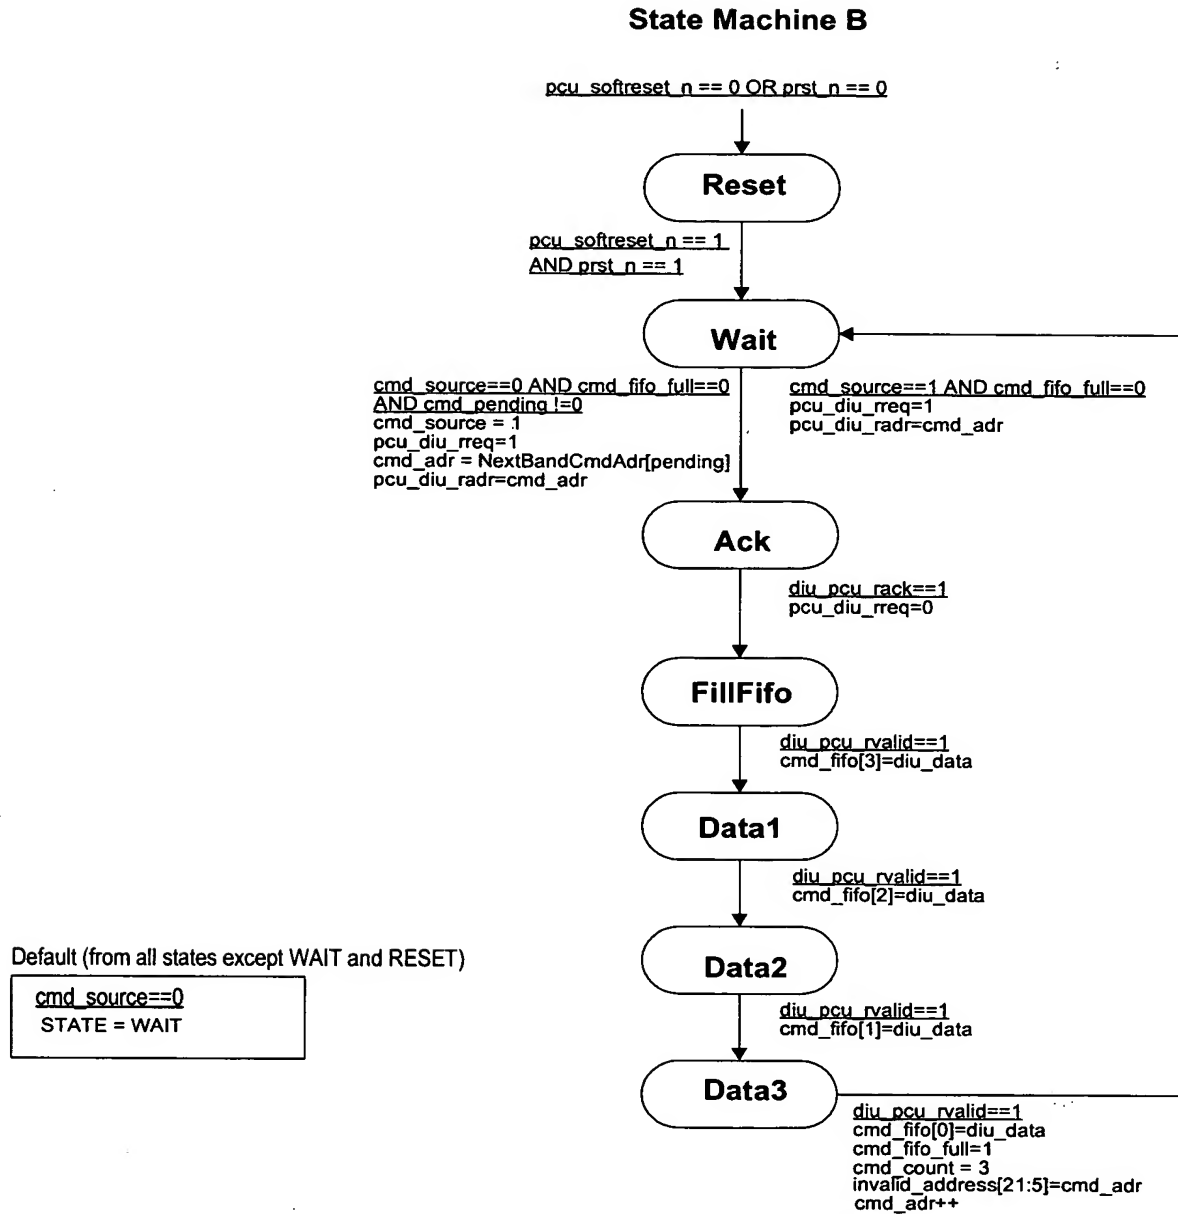 State Machine B
pcu_softreset_n == 0 OR prst_n == 0
Reset
pcu_softreset_n == 1
AND prst_n == 1
Wait
cmd_source==0 AND cmd_fifo_full==0
AND cmd_pending !=0
cmd_source = 1
pcu_diu_rreq=1
cmd_adr = NextBandCmdAdr[pending]
pcu_diu_radr=cmd_adr
cmd_source==1 AND cmd_fifo_full==0
pcu_diu_rreq=1
pcu_diu_radr=cmd_adr
Ack
diu_pcu_rack==1
pcu_diu_rreq=0
FillFifo
diu_pcu_rvalid==1
cmd_fifo[3]=diu_data
Data1
diu_pcu_rvalid==1
cmd_fifo[2]=diu_data
Data2
diu_pcu_rvalid==1
cmd_fifo[1]=diu_data
Data3
diu_pcu_rvalid==1
cmd_fifo[0]=diu_data
cmd_fifo_full=1
cmd_count = 3
invalid_address[21:5]=cmd_adr
cmd_adr++
Default (from all states except WAIT and RESET)
cmd_source==0
STATE = WAIT